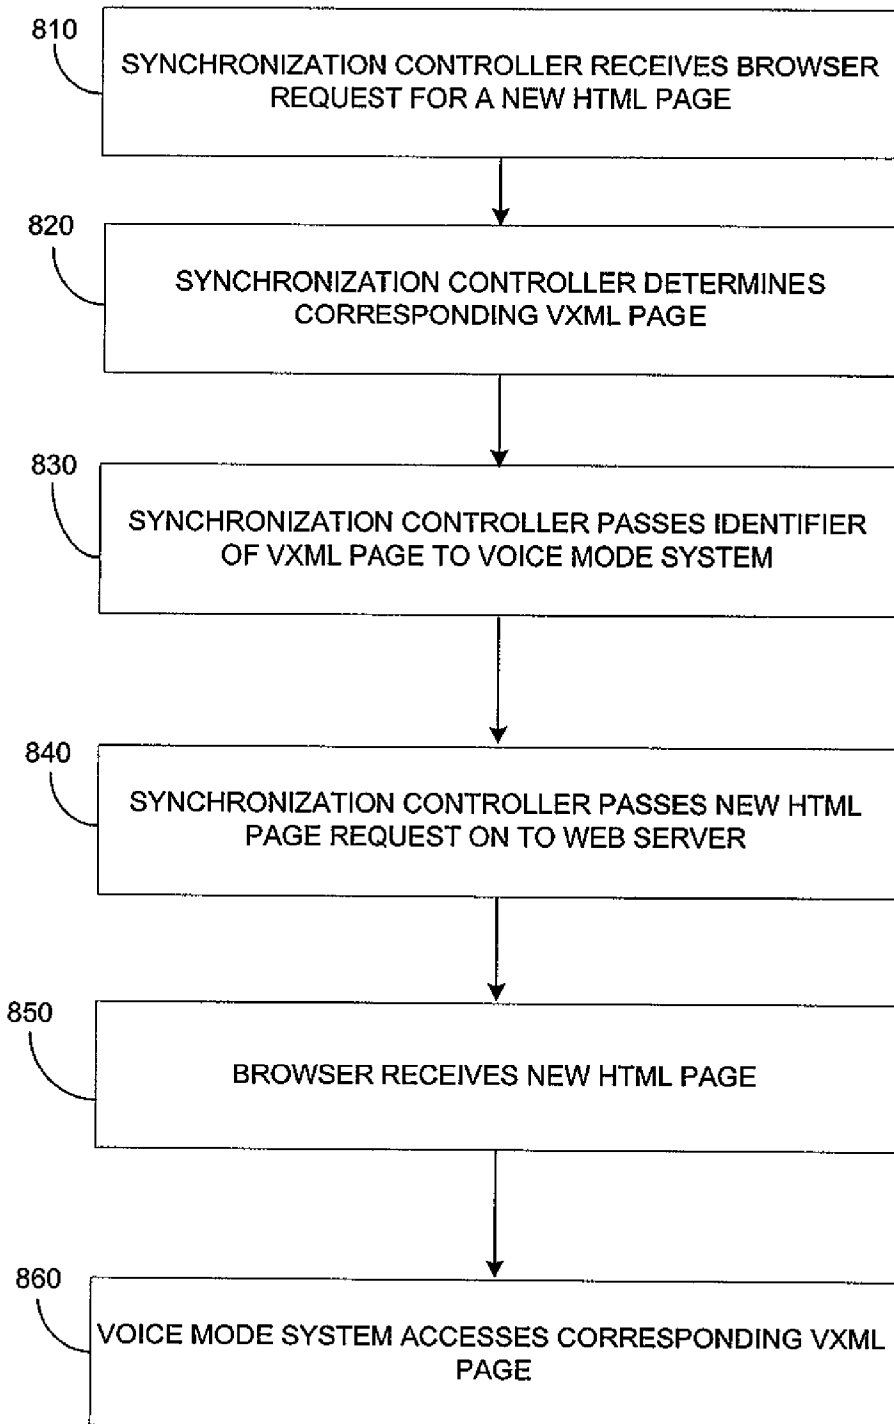 810
SYNCHRONIZATION CONTROLLER RECEIVES BROWSER
REQUEST FOR A NEW HTML PAGE
820
SYNCHRONIZATION CONTROLLER DETERMINES
CORRESPONDING VXML PAGE
830
SYNCHRONIZATION CONTROLLER PASSES IDENTIFIER
OF VXML PAGE TO VOICE MODE SYSTEM
840
SYNCHRONIZATION CONTROLLER PASSES NEW HTML
PAGE REQUEST ON TO WEB SERVER
850
BROWSER RECEIVES NEW HTML PAGE
860
VOICE MODE SYSTEM ACCESSES CORRESPONDING VXML
PAGE